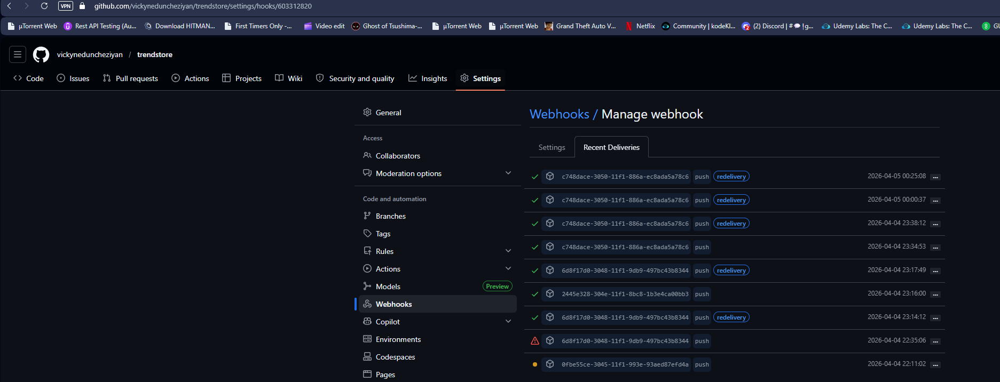 VPN github.com/vickyneduncheziyan/trendstore/settings/hooks/603312820
µTorrent Web Rest API Testing (Au... Download HITMAN... First Timers Only -... Video edit Ghost of Tsushima-... µTorrent Web µTorrent Web Grand Theft Auto V... Netflix Community | kodeKl... (2) Discord | #💬 | g... Udemy Labs: The C... Udemy Labs: The C... GU
vickyneduncheziyan / trendstore
Code Issues Pull requests Actions Projects Wiki Security and quality Insights Settings
General
Access
Collaborators
Moderation options
Code and automation
Branches
Tags
Rules
Actions
Models Preview
Webhooks
Copilot
Environments
Codespaces
Pages
Webhooks / Manage webhook
Settings Recent Deliveries
c748dace-3050-11f1-886a-ec8ada5a78c6 push redelivery 2026-04-05 00:25:08 ...
c748dace-3050-11f1-886a-ec8ada5a78c6 push redelivery 2026-04-05 00:00:37 ...
c748dace-3050-11f1-886a-ec8ada5a78c6 push redelivery 2026-04-04 23:38:12 ...
c748dace-3050-11f1-886a-ec8ada5a78c6 push 2026-04-04 23:34:53 ...
6d8f17d0-3048-11f1-9db9-497bc43b8344 push redelivery 2026-04-04 23:17:49 ...
2445e328-304e-11f1-8bc8-1b3e4ca00bb3 push 2026-04-04 23:16:00 ...
6d8f17d0-3048-11f1-9db9-497bc43b8344 push redelivery 2026-04-04 23:14:12 ...
6d8f17d0-3048-11f1-9db9-497bc43b8344 push 2026-04-04 22:35:06 ...
0fbe55ce-3045-11f1-993e-93aed87efd4a push 2026-04-04 22:11:02 ...